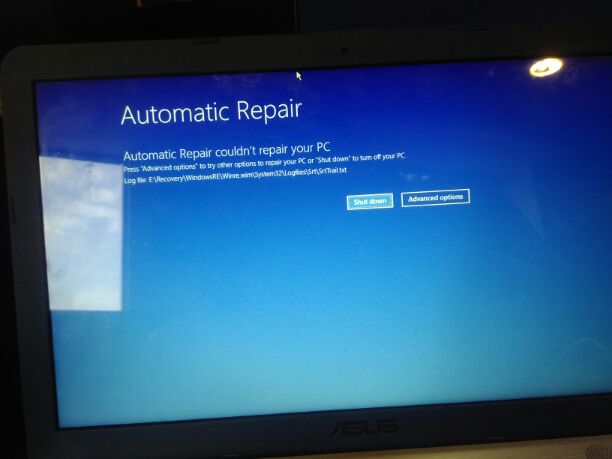 Automatic Repair
Automatic Repair couldn't repair your PC
Press "Advanced options" to try other options to repair your PC or "Shut down" to turn off your PC.
Log file: E:\Recovery\WindowsRE\Winre.wim\System32\Logfiles\Srt\SrtTrail.txt
Shut down
Advanced options
ASUS